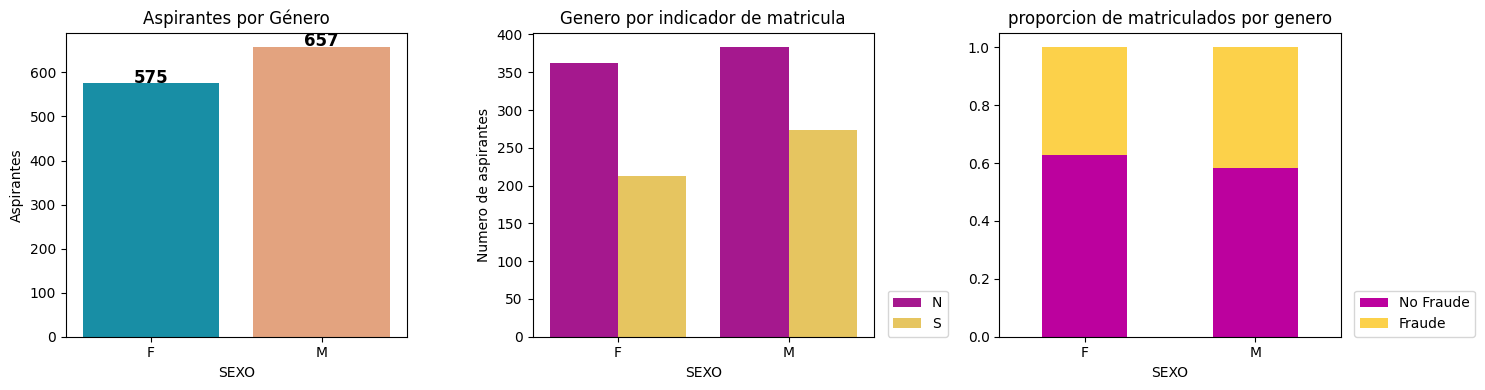 Aspirantes por Género
Aspirantes
600
500
400
300
200
100
0
575
657
F
M
SEXO
Genero por indicador de matricula
Numero de aspirantes
400
350
300
250
200
150
100
50
0
F
M
SEXO
N
S
proporcion de matriculados por genero
1.0
0.8
0.6
0.4
0.2
0.0
F
M
SEXO
No Fraude
Fraude